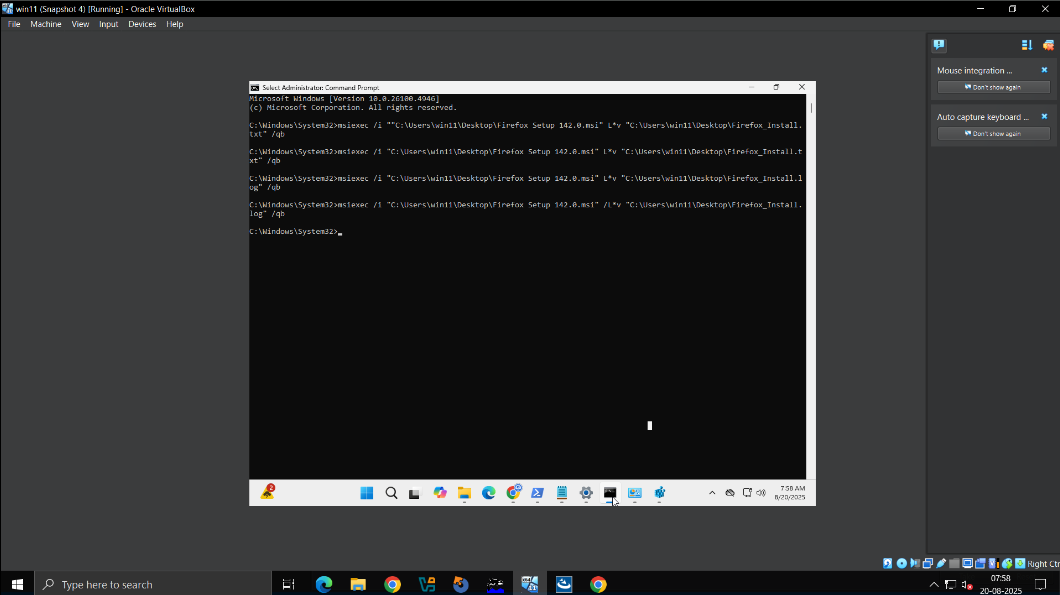 win11 (Snapshot 4) [Running] - Oracle VirtualBox
File Machine View Input Devices Help
Mouse integration ...
Don't show again
Auto capture keyboard ...
Don't show again
Select Administrator: Command Prompt
Microsoft Windows [Version 10.0.26100.4946]
(c) Microsoft Corporation. All rights reserved.
C:\Windows\System32>msiexec /i ""C:\Users\win11\Desktop\Firefox Setup 142.0.msi" L*v "C:\Users\win11\Desktop\Firefox_Install.
txt" /qb
C:\Windows\System32>msiexec /i "C:\Users\win11\Desktop\Firefox Setup 142.0.msi" L*v "C:\Users\win11\Desktop\Firefox_Install.t
xt" /qb
C:\Windows\System32>msiexec /i "C:\Users\win11\Desktop\Firefox Setup 142.0.msi" L*v "C:\Users\win11\Desktop\Firefox_Install.l
og" /qb
C:\Windows\System32>msiexec /i "C:\Users\win11\Desktop\Firefox Setup 142.0.msi" /L*v "C:\Users\win11\Desktop\Firefox_Install.
log" /qb
C:\Windows\System32>
2
7:58 AM
8/20/2025
Right Ctr
Type here to search
07:58
20-08-2025